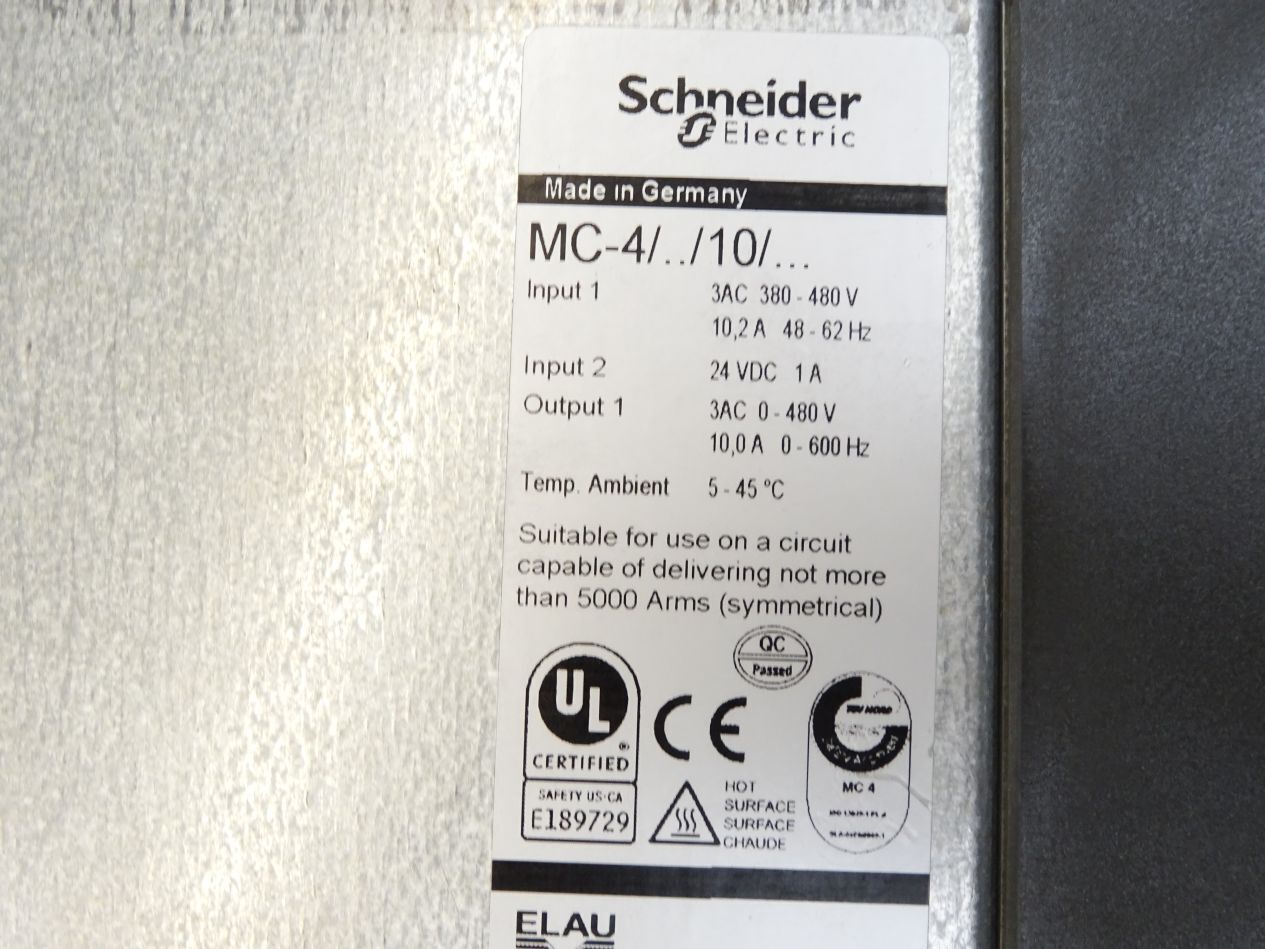 Schneider
Electric
Made in Germany
MC-4/../10/...
Input 1 3AC 380 - 480 V
10,2 A 48 - 62 Hz
Input 2 24 VDC 1 A
Output 1 3AC 0 - 480 V
10,0 A 0 - 600 Hz
Temp. Ambient 5 - 45 °C
Suitable for use on a circuit
capable of delivering not more
than 5000 Arms (symmetrical)
QC
Passed
UL
®
CERTIFIED
SAFETY US-CA
E189729
CE
HOT
SURFACE
SURFACE
CHAUDE
TÜV NORD
MC 4
ELAU